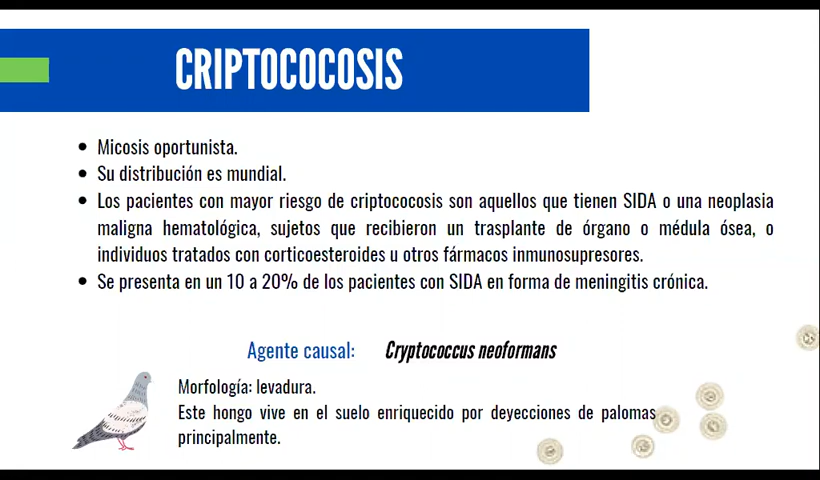 CRIPTOCOCOSIS
Micosis oportunista.
Su distribución es mundial.
Los pacientes con mayor riesgo de criptococosis son aquellos que tienen SIDA o una neoplasia
maligna hematológica, sujetos que recibieron un trasplante de órgano o médula ósea, o
individuos tratados con corticoesteroides u otros fármacos inmunosupresores.
Se presenta en un 10 a 20% de los pacientes con SIDA en forma de meningitis crónica.
Agente causal: Cryptococcus neoformans
Morfología: levadura.
Este hongo vive en el suelo enriquecido por deyecciones de palomas
principalmente.